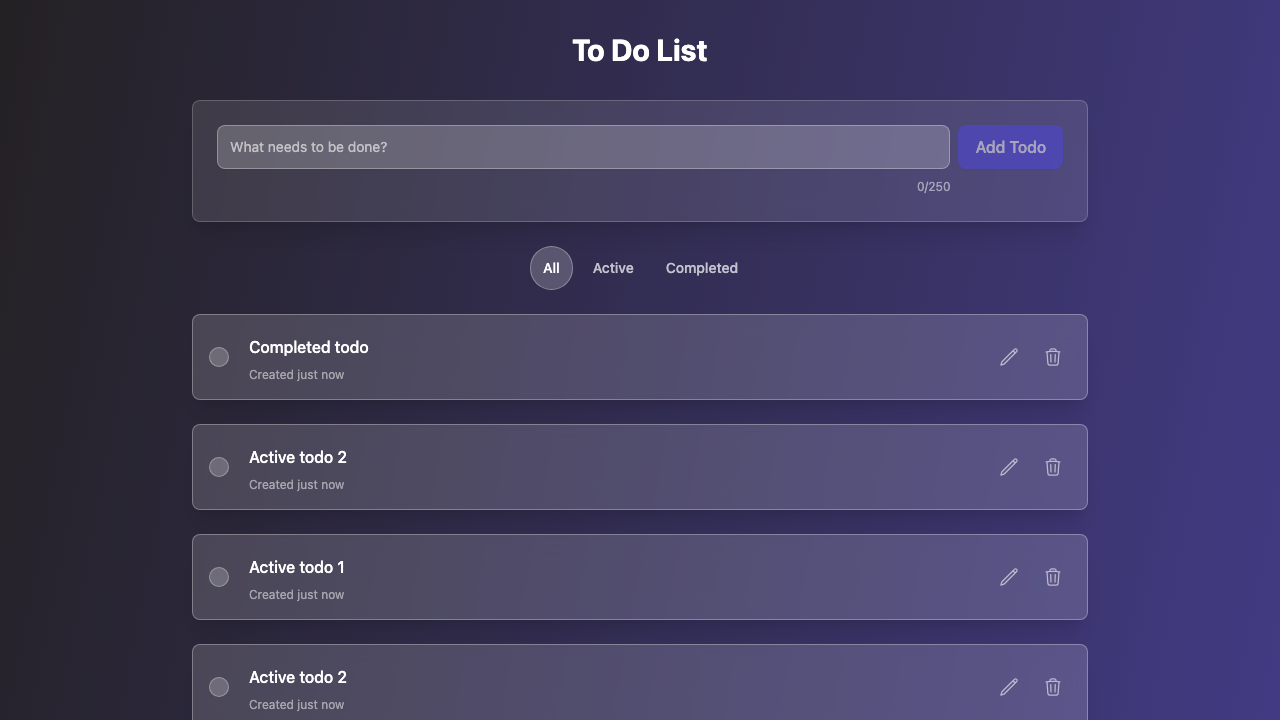 To Do List
What needs to be done?
Add Todo
0/250
All
Active
Completed
Completed todo
Created just now
Active todo 2
Created just now
Active todo 1
Created just now
Active todo 2
Created just now